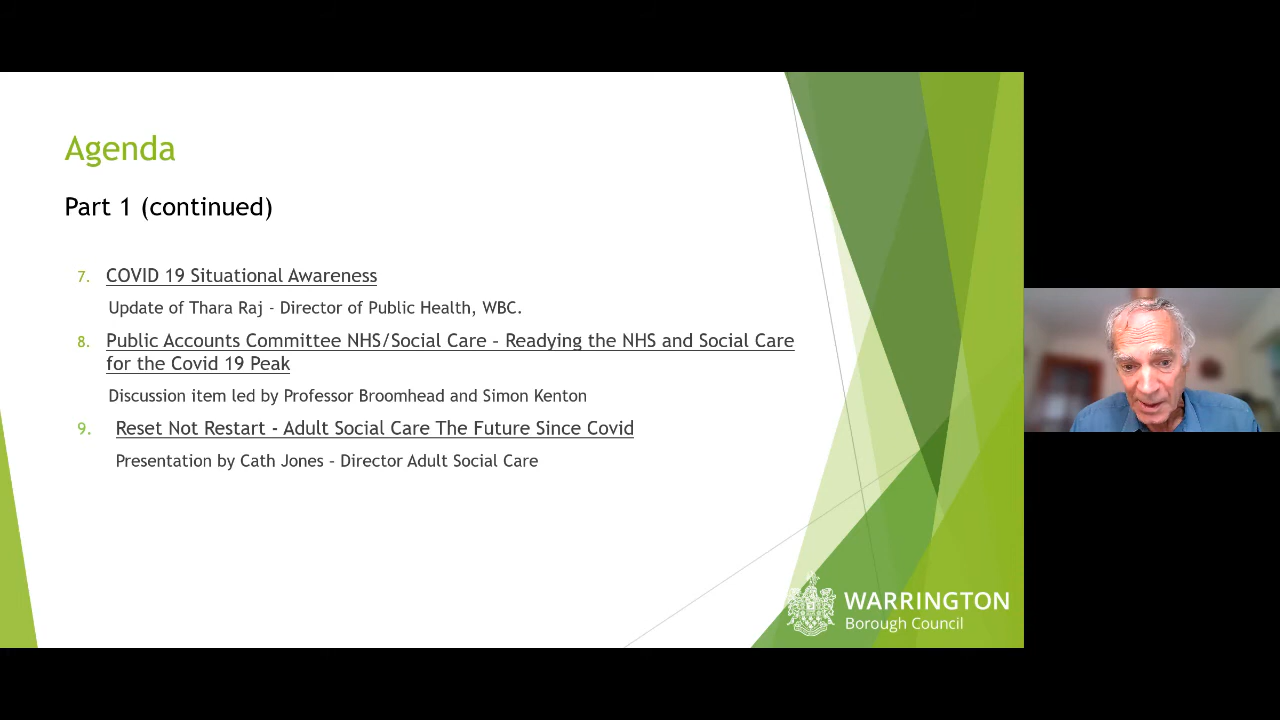 Agenda
Part 1 (continued)
7. COVID 19 Situational Awareness
Update of Thara Raj - Director of Public Health, WBC.
8. Public Accounts Committee NHS/Social Care – Readying the NHS and Social Care
for the Covid 19 Peak
Discussion item led by Professor Broomhead and Simon Kenton
9. Reset Not Restart - Adult Social Care The Future Since Covid
Presentation by Cath Jones – Director Adult Social Care
WARRINGTON
Borough Council